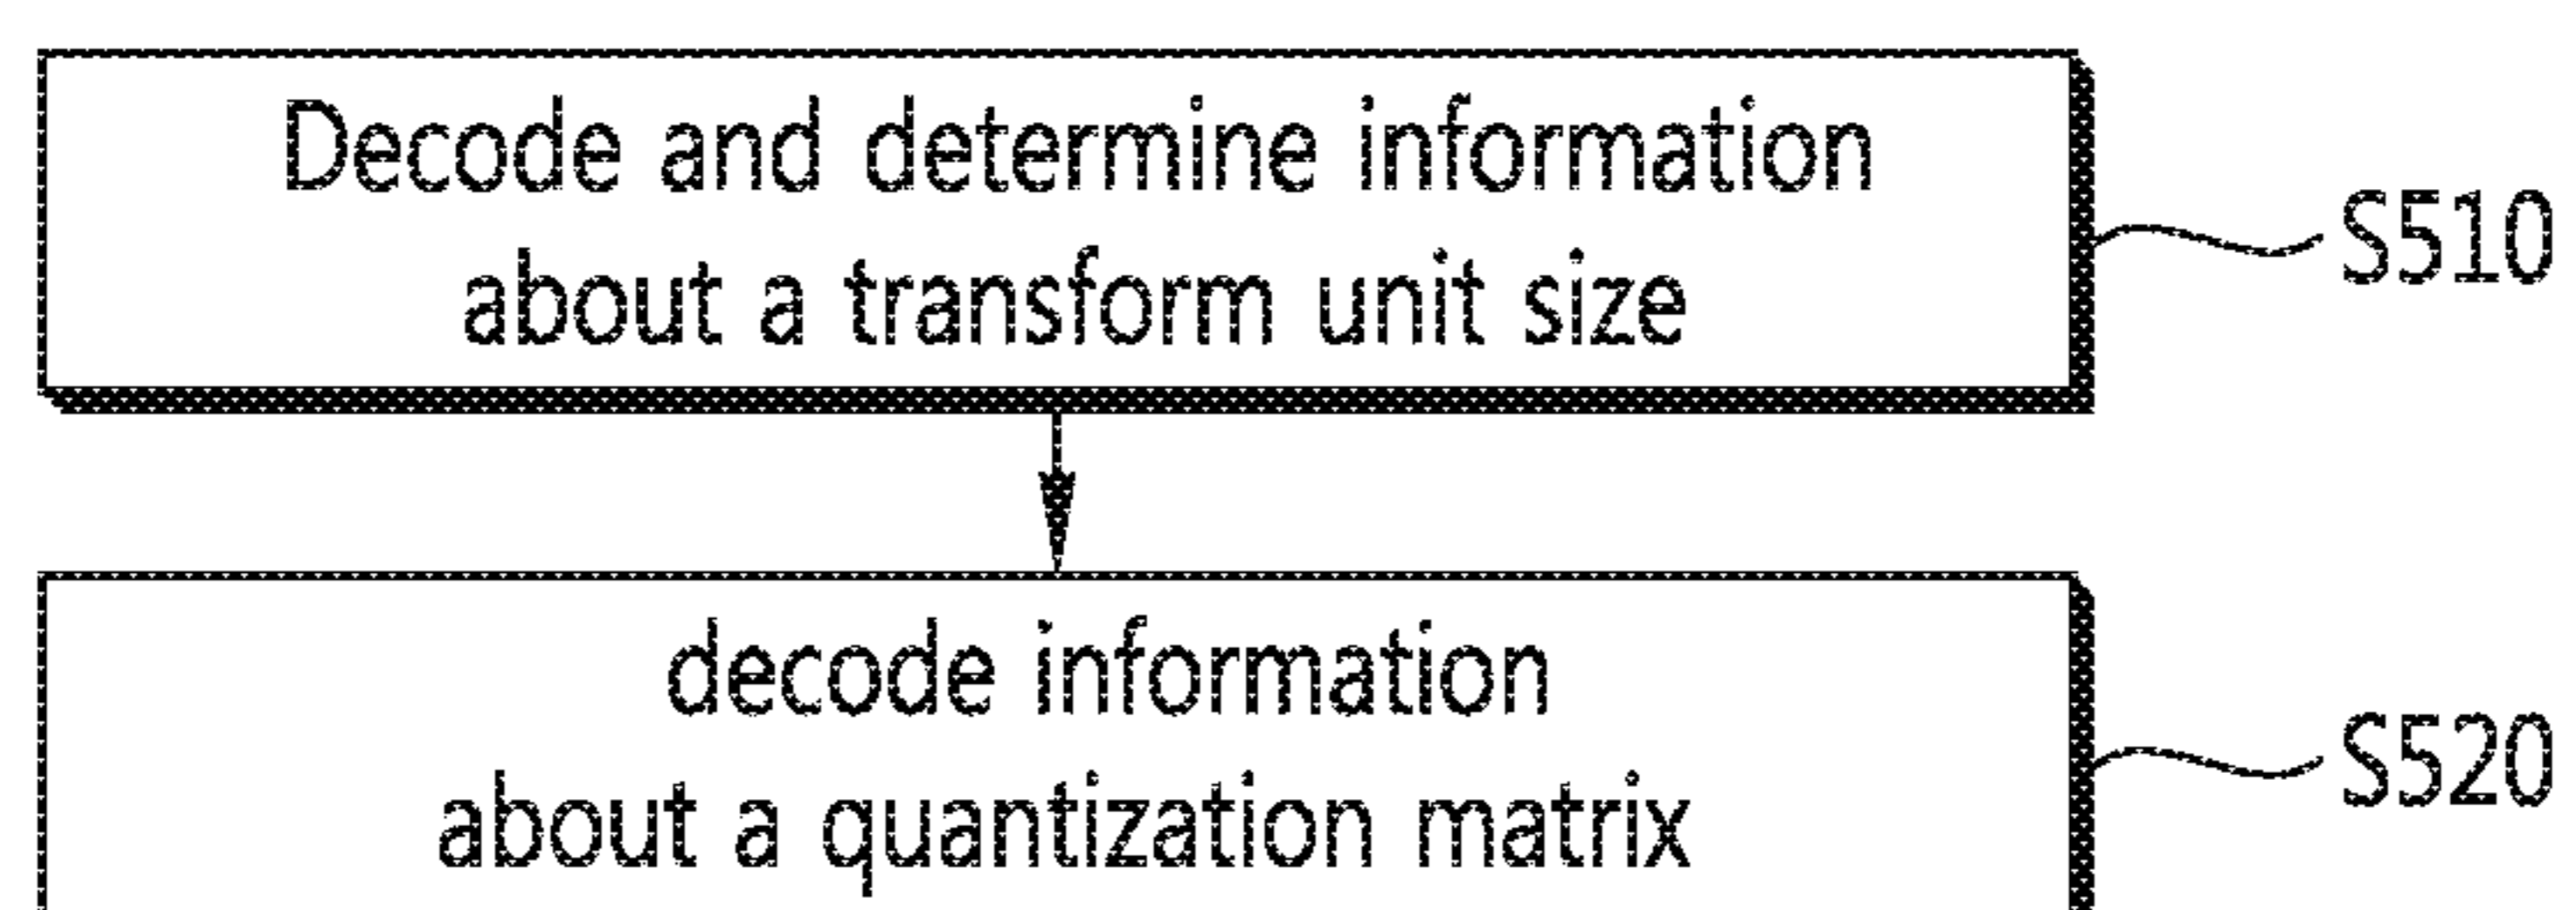 Decode and determine information
about a transform unit size
S510
decode information
about a quantization matrix
S520